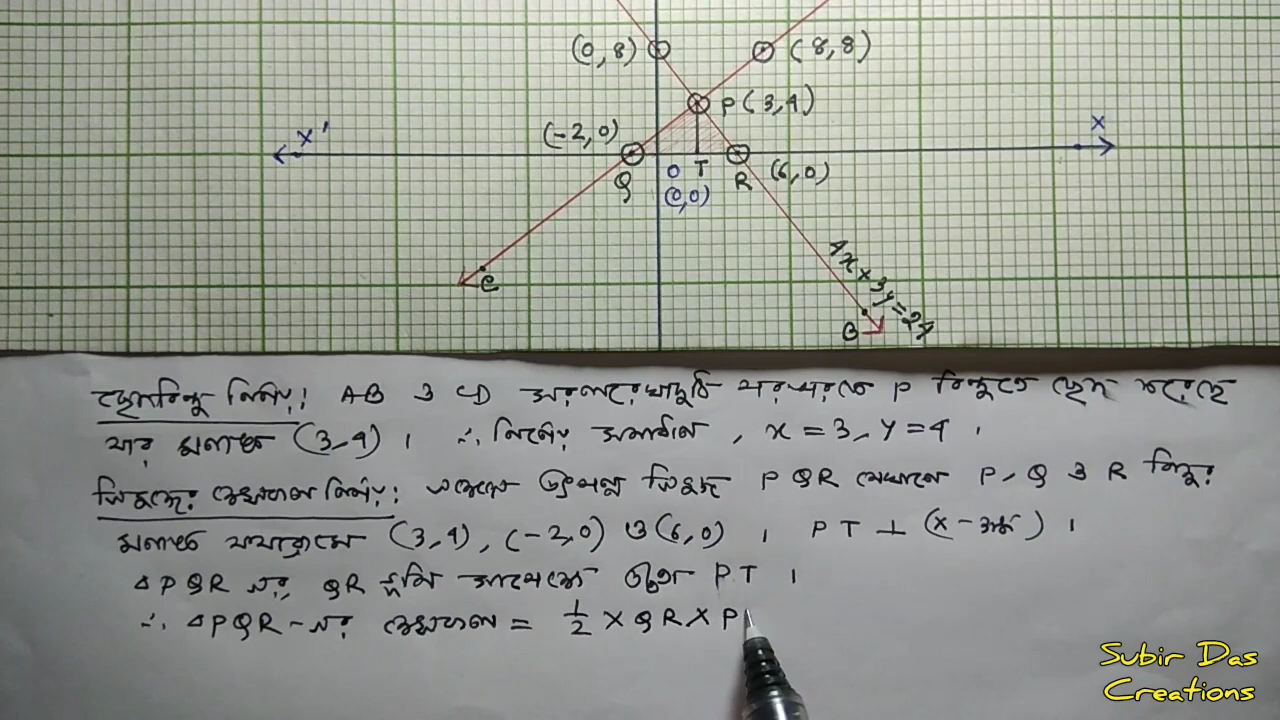 (0, 8)
(8, 8)
P(3,4)
(-2,0)
X'
X
Q
O
T
R
(6,0)
(0,0)
C
B
4x × 3y = 24
ছেদবিন্দু নির্ণয়: AB ও CD সরলরেখাদুটি পরস্পরকে P বিন্দুতে ছেদ করেছে
যার স্থানাঙ্ক (3,4) । ∴ নির্ণেয় সমাধান, x = 3, y = 4 ।
ত্রিভুজের ক্ষেত্রফল নির্ণয়: এক্ষেত্রে উৎপন্ন ত্রিভুজ PQR যেখানে P, Q ও R বিন্দুর
স্থানাঙ্ক যথাক্রমে (3,4), (-2,0) ও (6,0) । PT ⊥ (x - অক্ষ) ।
△PQR এর, QR ভূমি সাপেক্ষে উচ্চতা PT ।
∴ △PQR-এর ক্ষেত্রফল = 1/2 × QR × P
Subir Das
Creations